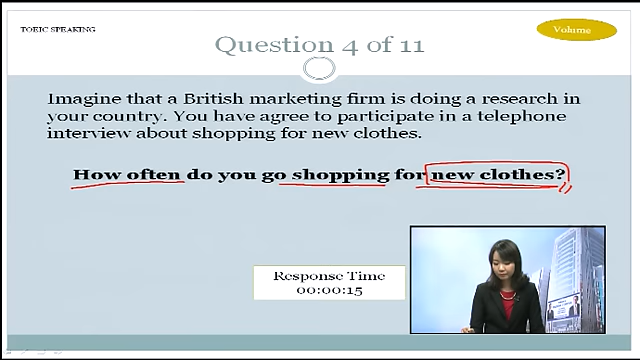 TOEIC SPEAKING
Volume
Question 4 of 11
Imagine that a British marketing firm is doing a research in
your country. You have agree to participate in a telephone
interview about shopping for new clothes.
How often do you go shopping for new clothes?
Response Time
00:00:15